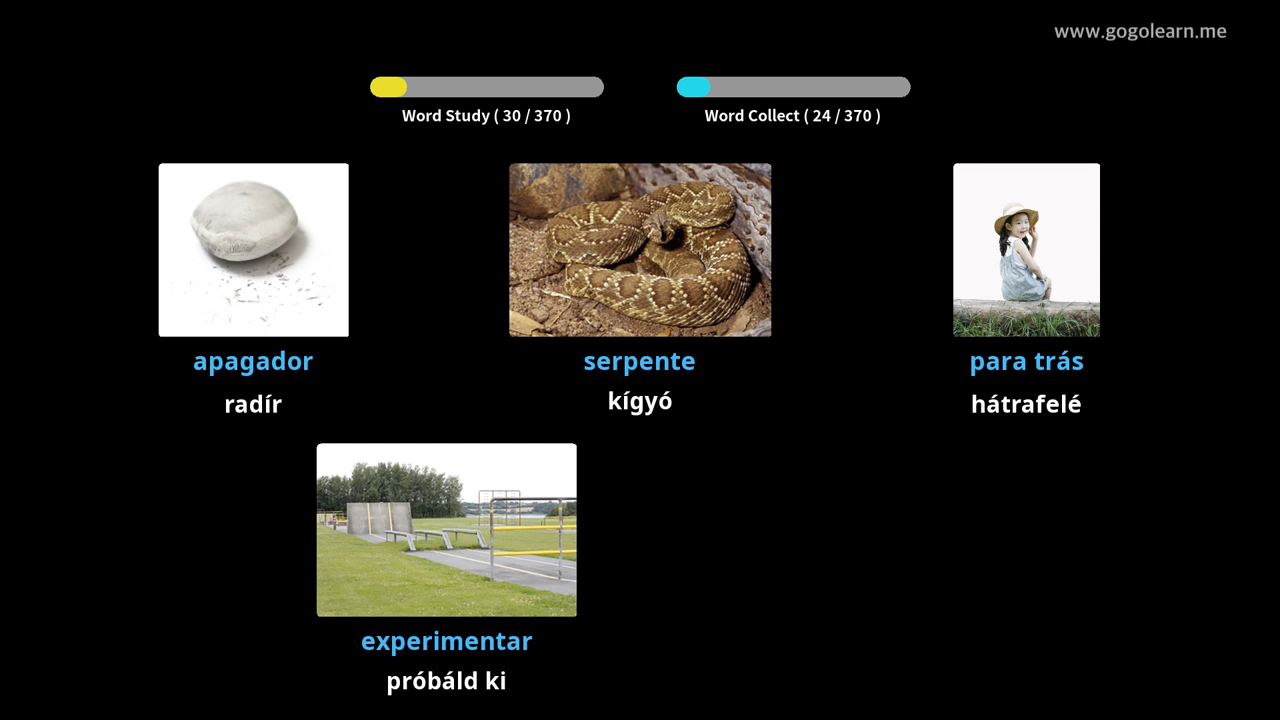 www.gogolearn.me
Word Study ( 30 / 370 )
Word Collect ( 24 / 370 )
apagador
radír
serpente
kígyó
para trás
hátrafelé
experimentar
próbáld ki